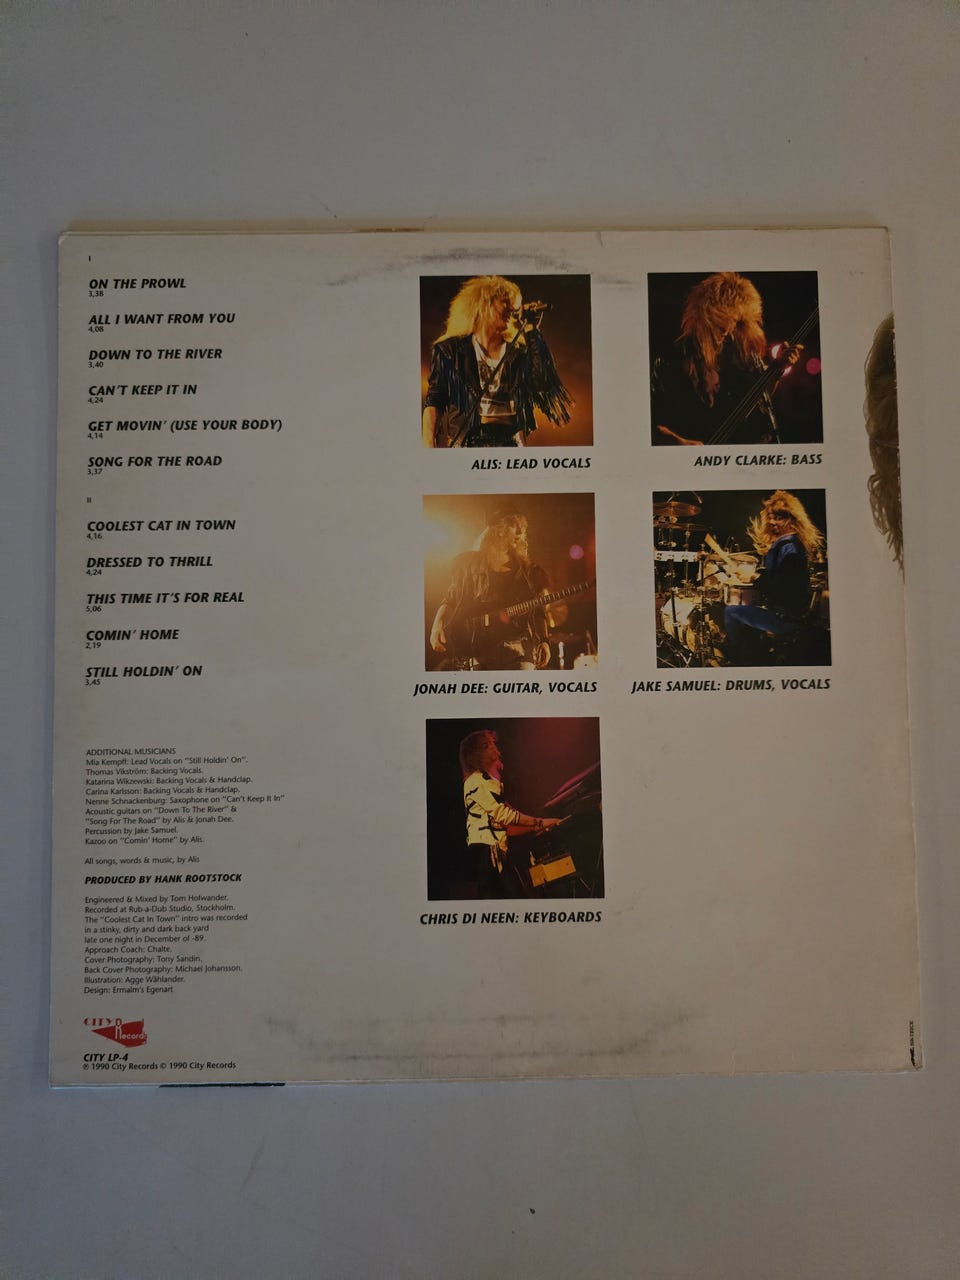 I
ON THE PROWL
3,38
ALL I WANT FROM YOU
4,08
DOWN TO THE RIVER
3,40
CAN'T KEEP IT IN
4,24
GET MOVIN' (USE YOUR BODY)
4,14
SONG FOR THE ROAD
3,37
II
COOLEST CAT IN TOWN
4,16
DRESSED TO THRILL
4,24
THIS TIME IT'S FOR REAL
5,06
COMIN' HOME
2,19
STILL HOLDIN' ON
3,45
ADDITIONAL MUSICIANS
Mia Kempff: Lead Vocals on "Still Holdin' On".
Thomas Vikström: Backing Vocals.
Katarina Wikzewski: Backing Vocals & Handclap.
Carina Karlsson: Backing Vocals & Handclap.
Nenne Schnackenburg: Saxophone on "Can't Keep It In"
Acoustic guitars on "Down To The River" &
"Song For The Road" by Alis & Jonah Dee.
Percussion by Jake Samuel.
Kazoo on "Comin' Home" by Alis.
All songs, words & music, by Alis
PRODUCED BY HANK ROOTSTOCK
Engineered & Mixed by Tom Hofwander.
Recorded at Rub-a-Dub Studio, Stockholm.
The "Coolest Cat In Town" intro was recorded
in a stinky, dirty and dark back yard
late one night in December of -89.
Approach Coach: Chalte.
Cover Photography: Tony Sandin.
Back Cover Photography: Michael Johansson.
Illustration: Agge Wåhlander.
Design: Ermalm's Egenart
CITY Records
CITY LP-4
℗ 1990 City Records © 1990 City Records
ALIS: LEAD VOCALS
ANDY CLARKE: BASS
JONAH DEE: GUITAR, VOCALS
JAKE SAMUEL: DRUMS, VOCALS
CHRIS DI NEEN: KEYBOARDS